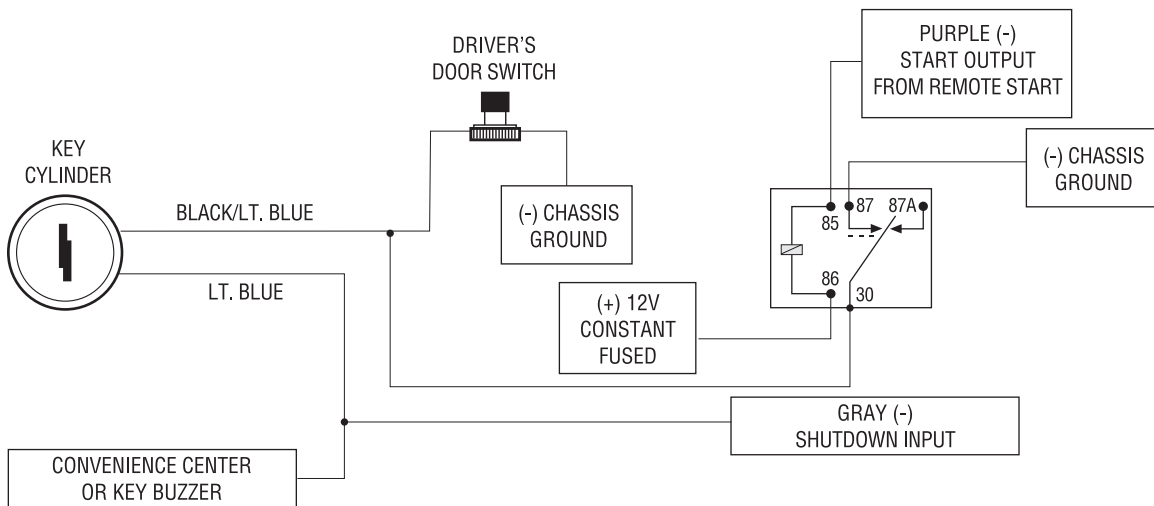 PURPLE (-)
START OUTPUT
FROM REMOTE START
DRIVER'S
DOOR SWITCH
KEY
CYLINDER
(-) CHASSIS
GROUND
BLACK/LT. BLUE
(-) CHASSIS
GROUND
87
87A
85
86
30
LT. BLUE
(+) 12V
CONSTANT
FUSED
GRAY (-)
SHUTDOWN INPUT
CONVENIENCE CENTER
OR KEY BUZZER